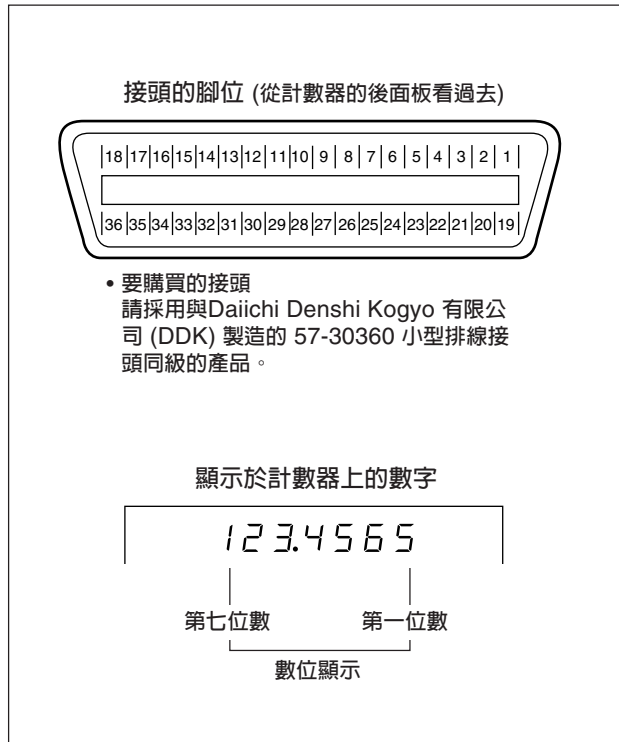 接頭的腳位 (從計數器的後面板看過去)
18 17 16 15 14 13 12 11 10 9 8 7 6 5 4 3 2 1
36 35 34 33 32 31 30 29 28 27 26 25 24 23 22 21 20 19
• 要購買的接頭
請採用與Daiichi Denshi Kogyo 有限公
司 (DDK) 製造的 57-30360 小型排線接
頭同級的產品。
顯示於計數器上的數字
123.4565
第七位數 第一位數
數位顯示